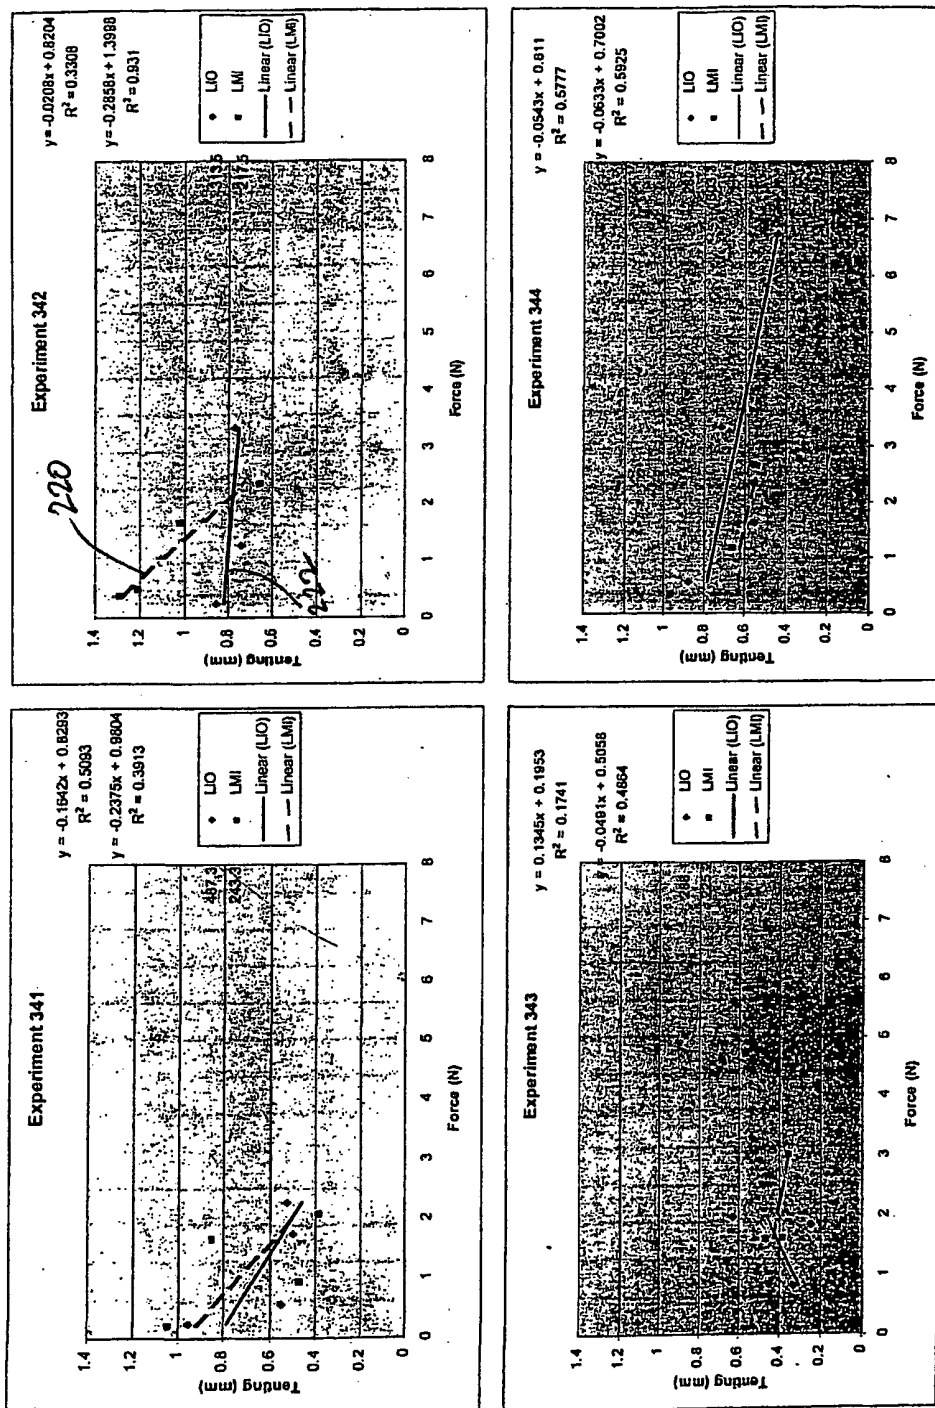 Experiment 341
y = -0.1642x + 0.8293
R² = 0.5093
y = -0.2375x + 0.9804
R² = 0.3913
1.4
1.2
1
0.8
0.6
0.4
0.2
0
Tenting (mm)
243.3
0 1 2 3 4 5 6 7 8
Force (N)
LIO
LMI
Linear (LIO)
Linear (LMI)
Experiment 342
220
222
y = -0.0208x + 0.8204
R² = 0.3308
y = -0.2858x + 1.3998
R² = 0.931
1.4
1.2
1
0.8
0.6
0.4
0.2
0
Tenting (mm)
313.5
217.5
0 1 2 3 4 5 6 7 8
Force (N)
LIO
LMI
Linear (LIO)
Linear (LMI)
Experiment 343
y = 0.1345x + 0.1953
R² = 0.1741
y = -0.0491x + 0.5058
R² = 0.4864
1.4
1.2
1
0.8
0.6
0.4
0.2
0
Tenting (mm)
0 1 2 3 4 5 6 7 8
Force (N)
LIO
LMI
Linear (LIO)
Linear (LMI)
Experiment 344
y = -0.0543x + 0.811
R² = 0.5777
y = -0.0633x + 0.7002
R² = 0.5925
1.4
1.2
1
0.8
0.6
0.4
0.2
0
Tenting (mm)
0 1 2 3 4 5 6 7 8
Force (N)
LIO
LMI
Linear (LIO)
Linear (LMI)